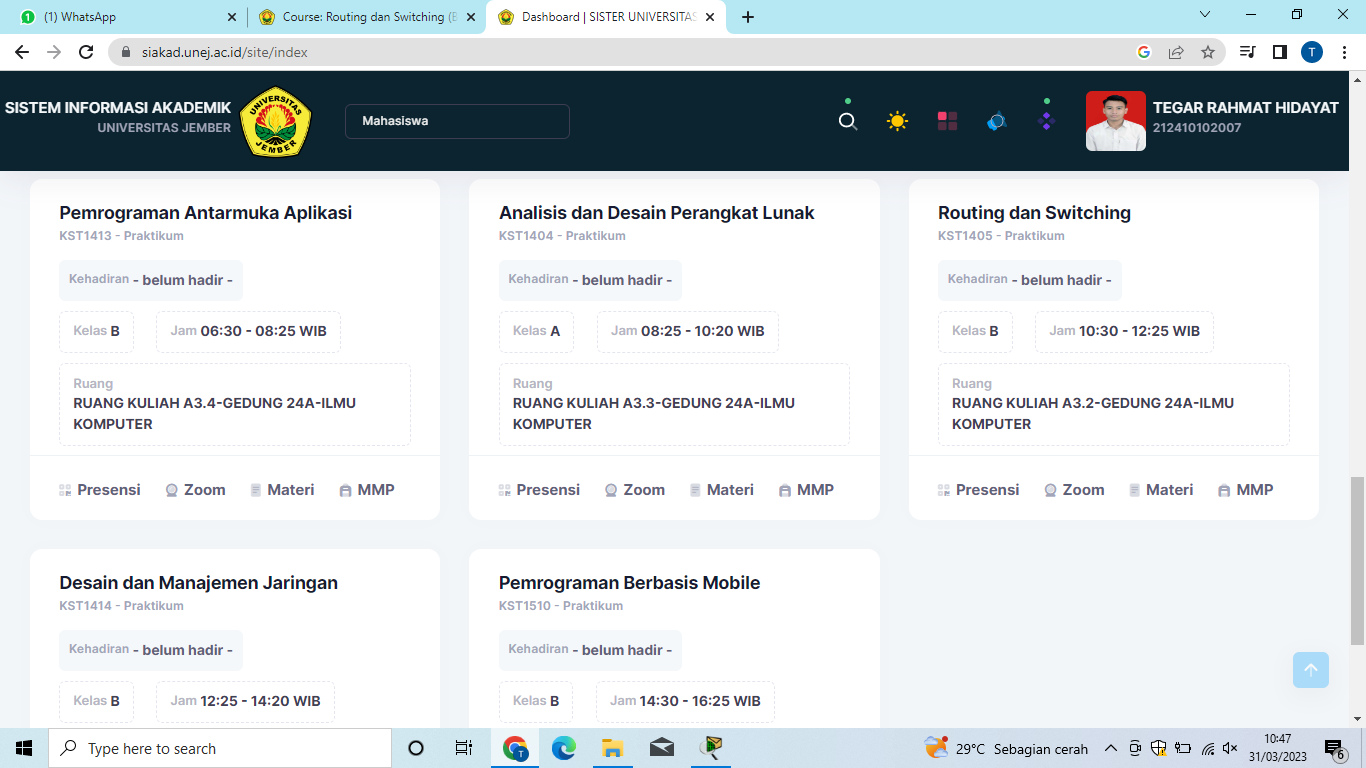 (1) WhatsApp
Course: Routing dan Switching (B
Dashboard | SISTER UNIVERSITAS
siakad.unej.ac.id/site/index
T
SISTEM INFORMASI AKADEMIK
UNIVERSITAS JEMBER
UNIVERSITAS
JEMBER
Mahasiswa
TEGAR RAHMAT HIDAYAT
212410102007
Pemrograman Antarmuka Aplikasi
KST1413 - Praktikum
Kehadiran - belum hadir -
Kelas B
Jam 06:30 - 08:25 WIB
Ruang
RUANG KULIAH A3.4-GEDUNG 24A-ILMU
KOMPUTER
Presensi Zoom Materi MMP
Analisis dan Desain Perangkat Lunak
KST1404 - Praktikum
Kehadiran - belum hadir -
Kelas A
Jam 08:25 - 10:20 WIB
Ruang
RUANG KULIAH A3.3-GEDUNG 24A-ILMU
KOMPUTER
Presensi Zoom Materi MMP
Routing dan Switching
KST1405 - Praktikum
Kehadiran - belum hadir -
Kelas B
Jam 10:30 - 12:25 WIB
Ruang
RUANG KULIAH A3.2-GEDUNG 24A-ILMU
KOMPUTER
Presensi Zoom Materi MMP
Desain dan Manajemen Jaringan
KST1414 - Praktikum
Kehadiran - belum hadir -
Kelas B
Jam 12:25 - 14:20 WIB
Pemrograman Berbasis Mobile
KST1510 - Praktikum
Kehadiran - belum hadir -
Kelas B
Jam 14:30 - 16:25 WIB
Type here to search
T
29°C Sebagian cerah
10:47
31/03/2023
6